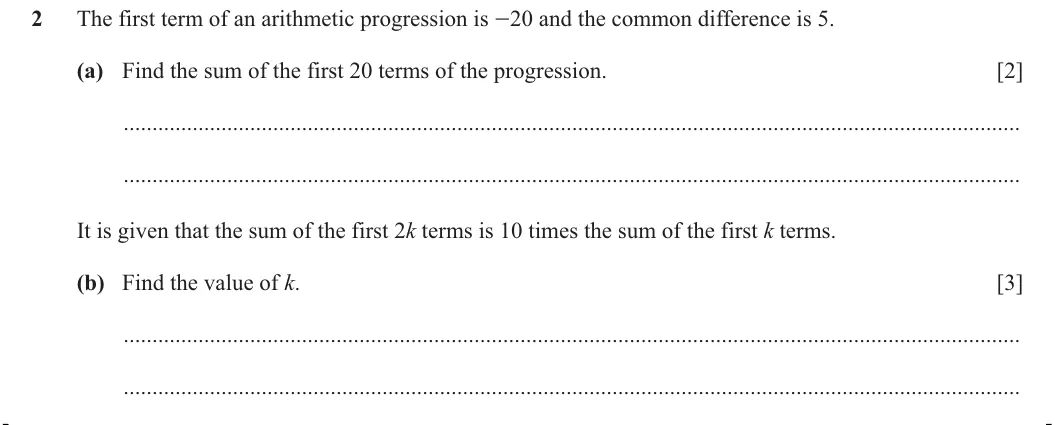 2 The first term of an arithmetic progression is −20 and the common difference is 5.
(a) Find the sum of the first 20 terms of the progression. [2]
It is given that the sum of the first 2k terms is 10 times the sum of the first k terms.
(b) Find the value of k. [3]